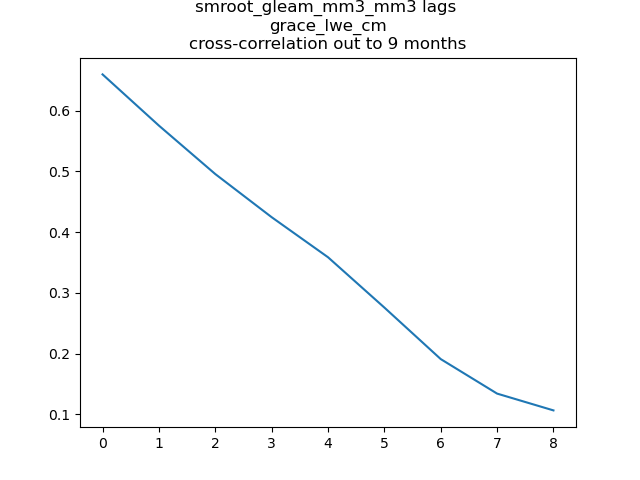 smroot_gleam_mm3_mm3 lags
grace_lwe_cm
cross-correlation out to 9 months
0.6
0.5
0.4
0.3
0.2
0.1
0 1 2 3 4 5 6 7 8